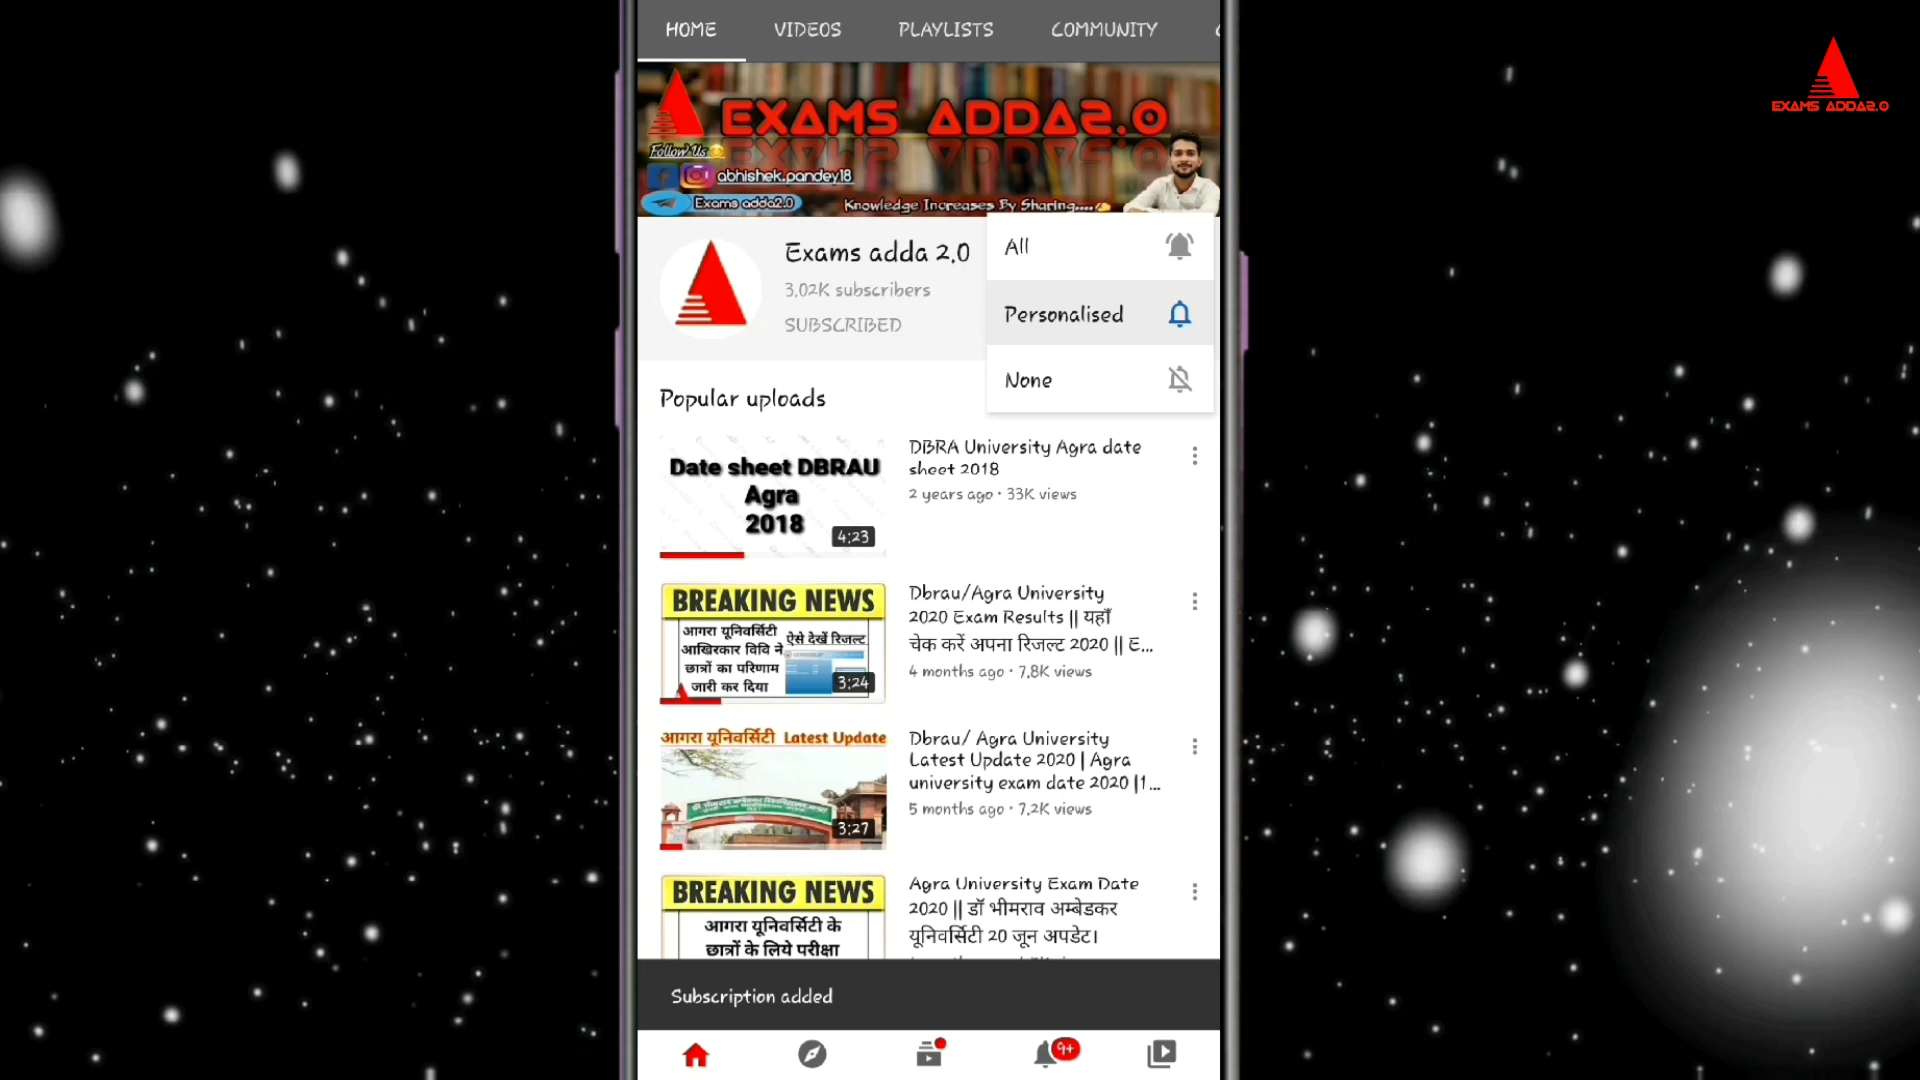 HOME VIDEOS PLAYLISTS COMMUNITY
EXAMS ADDA2.0
EXAMS ADDA2.0
Follow Us
abhishek.pandey18
Exams adda2.0
Knowledge Increases By Sharing....
Exams adda 2.0
3.02K subscribers
SUBSCRIBED
All
Personalised
None
Popular uploads
Date sheet DBRAU
Agra
2018
4:23
DBRA University Agra date
sheet 2018
2 years ago · 33K views
BREAKING NEWS
आगरा यूनिवर्सिटी
आखिरकार विवि ने
छात्रों का परिणाम
जारी कर दिया
ऐसे देखें रिजल्ट
3:24
Dbrau/Agra University
2020 Exam Results || यहाँ
चेक करें अपना रिजल्ट 2020 || E...
4 months ago · 7.8K views
आगरा यूनिवर्सिटी Latest Update
3:27
Dbrau/ Agra University
Latest Update 2020 | Agra
university exam date 2020 |1...
5 months ago · 7.2K views
BREAKING NEWS
आगरा यूनिवर्सिटी के
छात्रों के लिये परीक्षा
Agra University Exam Date
2020 || डॉ भीमराव अम्बेडकर
यूनिवर्सिटी 20 जून अपडेट।
Subscription added
9+